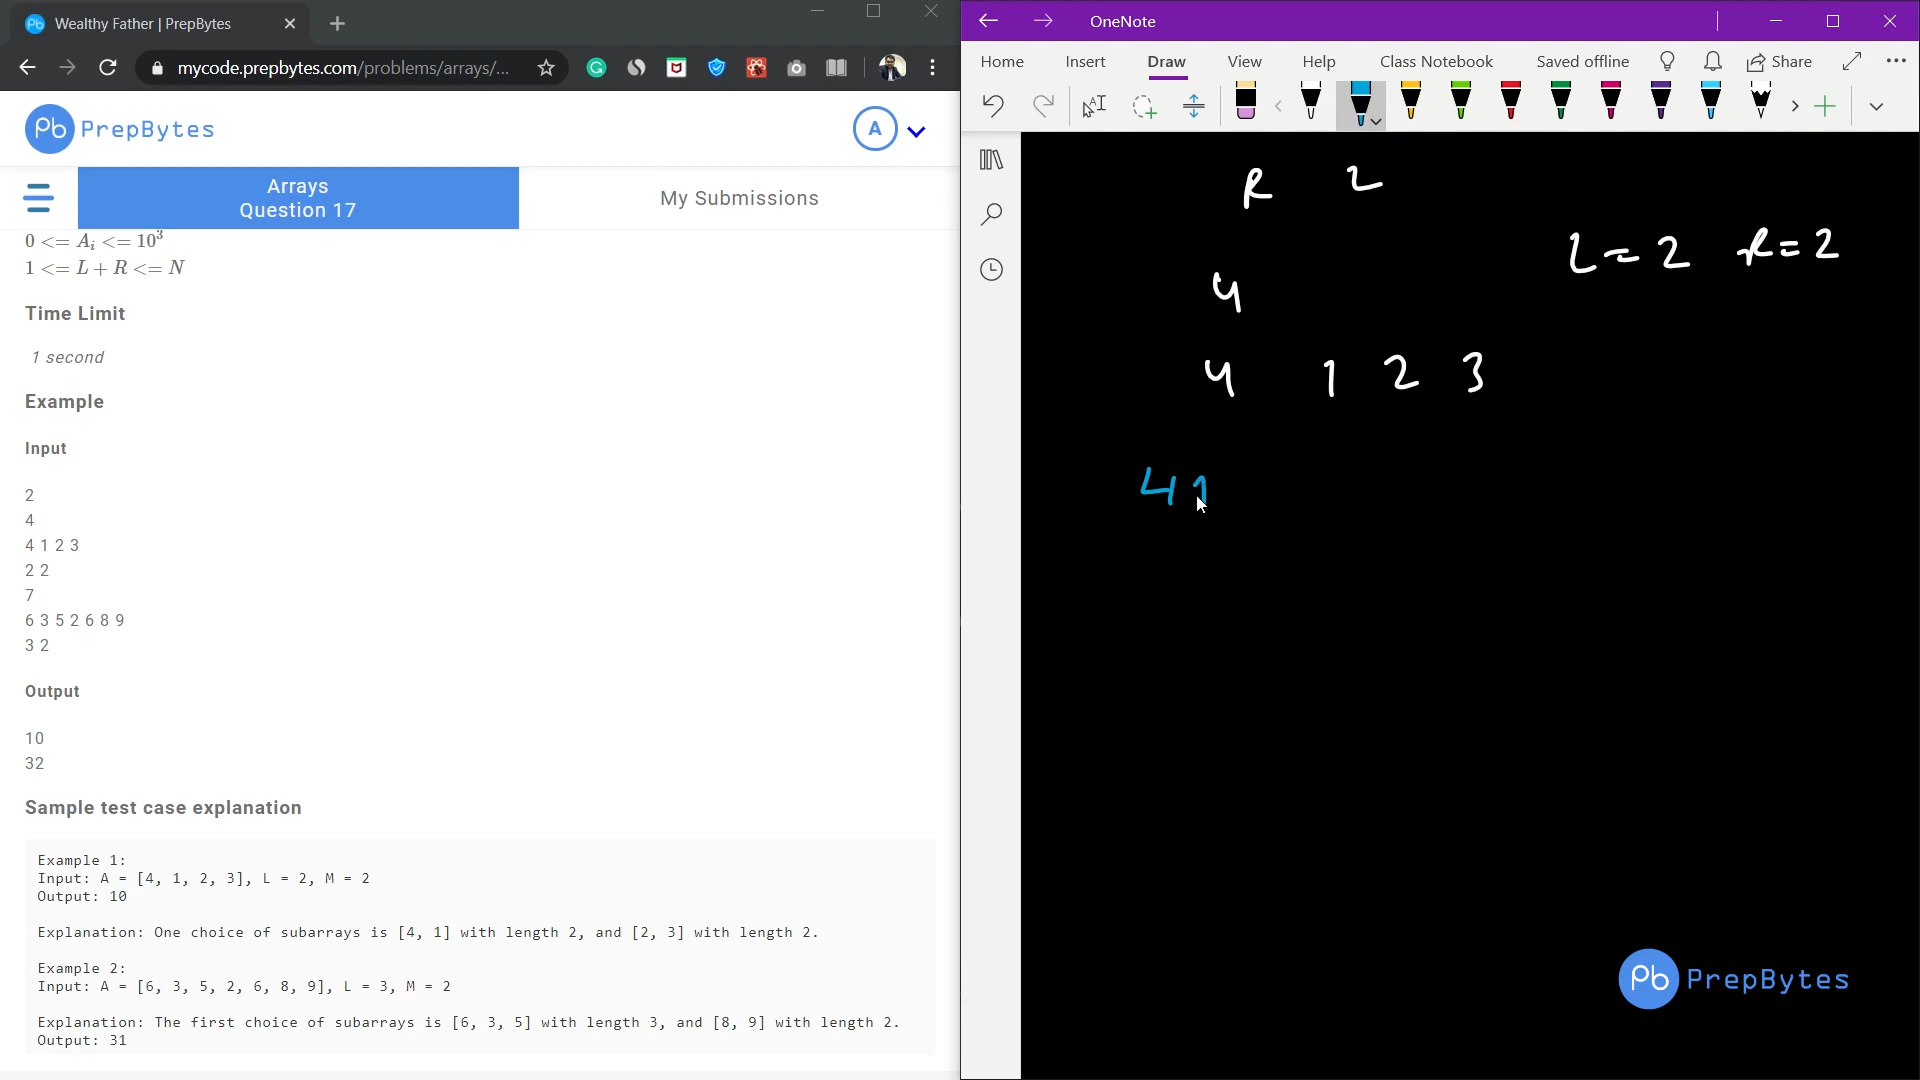 Wealthy Father | PrepBytes
mycode.prepbytes.com/problems/arrays/...
Pb PrepBytes
A
Arrays
Question 17
My Submissions
0 <= Ai <= 10^3
1 <= L + R <= N
Time Limit
1 second
Example
Input
2
4
4 1 2 3
2 2
7
6 3 5 2 6 8 9
3 2
Output
10
32
Sample test case explanation
Example 1:
Input: A = [4, 1, 2, 3], L = 2, M = 2
Output: 10
Explanation: One choice of subarrays is [4, 1] with length 2, and [2, 3] with length 2.
Example 2:
Input: A = [6, 3, 5, 2, 6, 8, 9], L = 3, M = 2
Explanation: The first choice of subarrays is [6, 3, 5] with length 3, and [8, 9] with length 2.
Output: 31
OneNote
Home Insert Draw View Help Class Notebook Saved offline Share
R 2
L = 2 R = 2
4
4 1 2 3
4 1
Pb PrepBytes